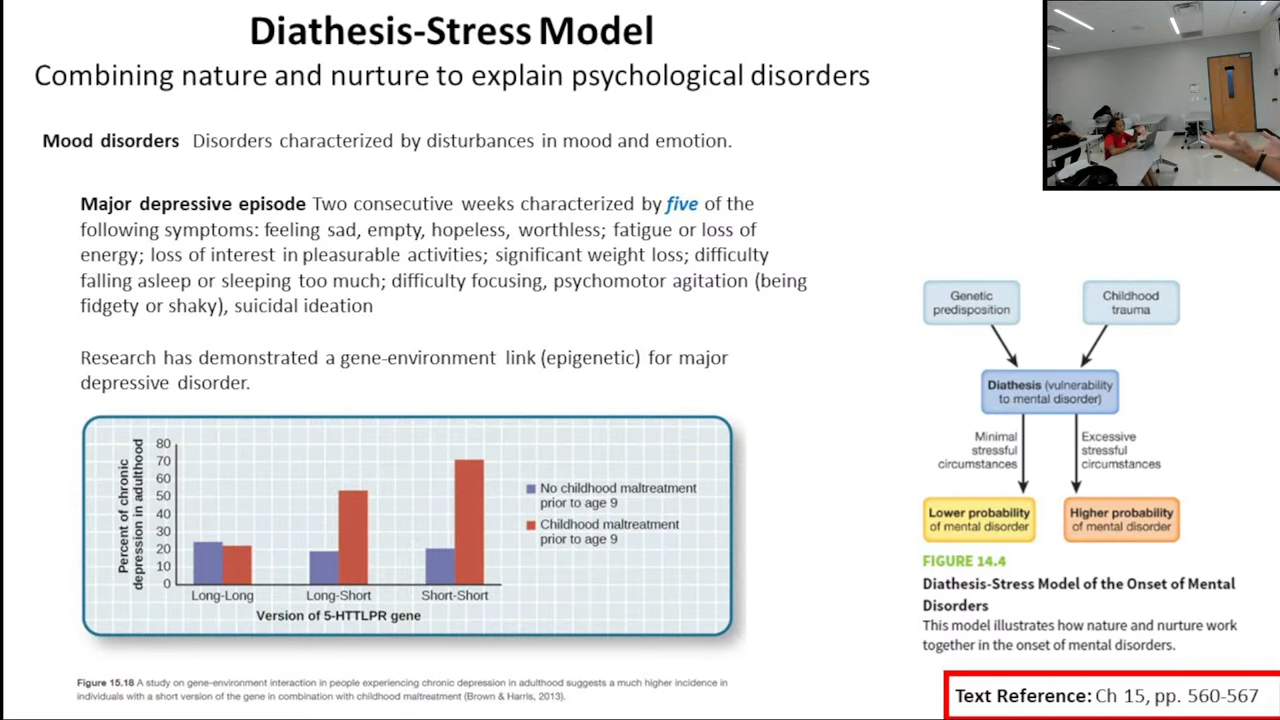 Diathesis-Stress Model
Combining nature and nurture to explain psychological disorders
Mood disorders Disorders characterized by disturbances in mood and emotion.
Major depressive episode Two consecutive weeks characterized by five of the
following symptoms: feeling sad, empty, hopeless, worthless; fatigue or loss of
energy; loss of interest in pleasurable activities; significant weight loss; difficulty
falling asleep or sleeping too much; difficulty focusing, psychomotor agitation (being
fidgety or shaky), suicidal ideation
Research has demonstrated a gene-environment link (epigenetic) for major
depressive disorder.
Percent of chronic
depression in adulthood
80
70
60
50
40
30
20
10
0
Long-Long
Long-Short
Short-Short
Version of 5-HTTLPR gene
No childhood maltreatment
prior to age 9
Childhood maltreatment
prior to age 9
Figure 15.18 A study on gene-environment interaction in people experiencing chronic depression in adulthood suggests a much higher incidence in
individuals with a short version of the gene in combination with childhood maltreatment (Brown & Harris, 2013).
Genetic
predisposition
Childhood
trauma
Diathesis (vulnerability
to mental disorder)
Minimal
stressful
circumstances
Excessive
stressful
circumstances
Lower probability
of mental disorder
Higher probability
of mental disorder
FIGURE 14.4
Diathesis-Stress Model of the Onset of Mental
Disorders
This model illustrates how nature and nurture work
together in the onset of mental disorders.
Text Reference: Ch 15, pp. 560-567